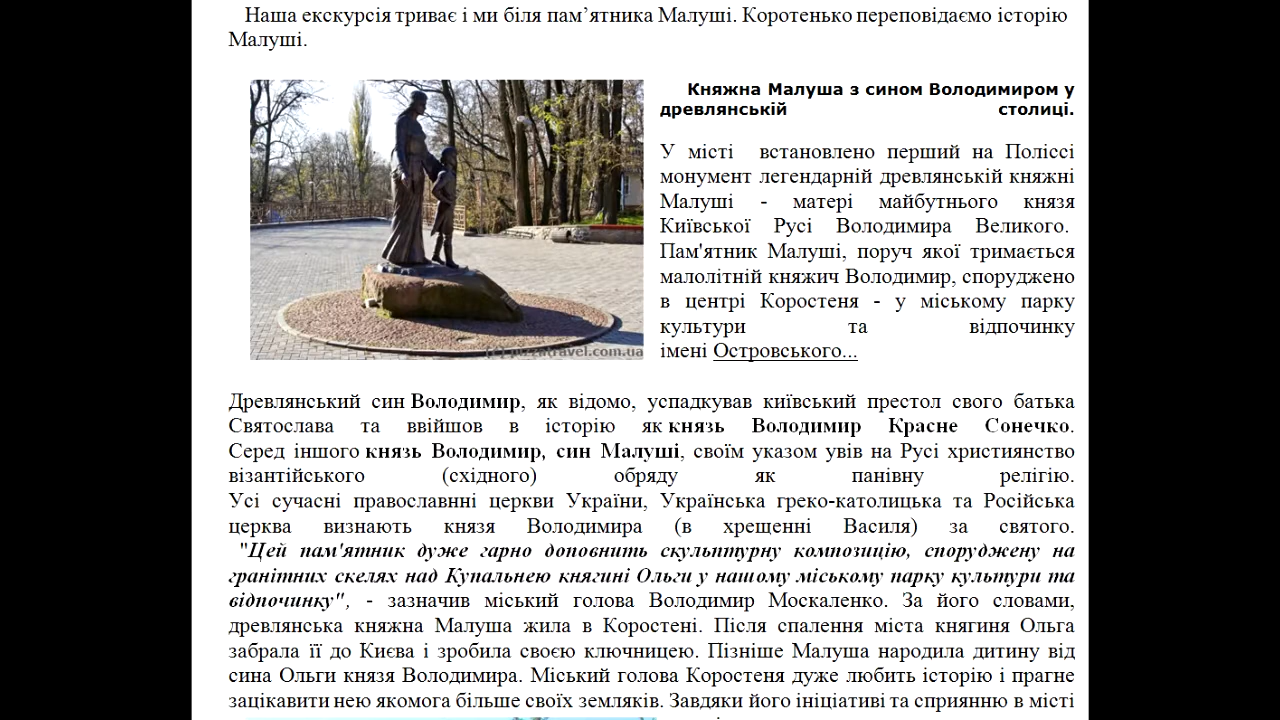 Наша екскурсія триває і ми біля пам’ятника Малуші. Коротенько переповідаємо історію
Малуші.
Княжна Малуша з сином Володимиром у
древлянській столиці.
У місті встановлено перший на Поліссі
монумент легендарній древлянській княжні
Малуші - матері майбутнього князя
Київської Русі Володимира Великого.
Пам'ятник Малуші, поруч якої тримається
малолітній княжич Володимир, споруджено
в центрі Коростеня - у міському парку
культури та відпочинку
імені Островського...
Древлянський син Володимир, як відомо, успадкував київський престол свого батька
Святослава та ввійшов в історію як князь Володимир Красне Сонечко.
Серед іншого князь Володимир, син Малуші, своїм указом увів на Русі християнство
візантійського (східного) обряду як панівну релігію.
Усі сучасні православнні церкви України, Українська греко-католицька та Російська
церква визнають князя Володимира (в хрещенні Василя) за святого.
"Цей пам'ятник дуже гарно доповнить скульптурну композицію, споруджену на
гранітних скелях над Купальнею княгині Ольги у нашому міському парку культури та
відпочинку", - зазначив міський голова Володимир Москаленко. За його словами,
древлянська княжна Малуша жила в Коростені. Після спалення міста княгиня Ольга
забрала її до Києва і зробила своєю ключницею. Пізніше Малуша народила дитину від
сина Ольги князя Володимира. Міський голова Коростеня дуже любить історію і прагне
зацікавити нею якомога більше своїх земляків. Завдяки його ініціативі та сприянню в місті